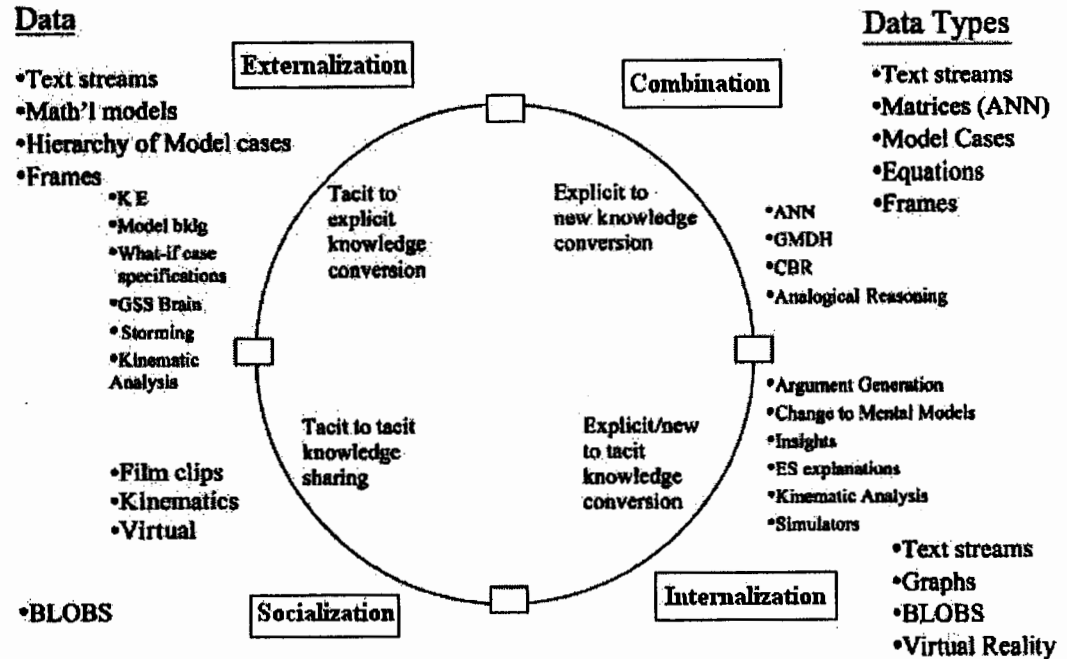 Data
Externalization
•Text streams
•Math'l models
•Hierarchy of Model cases
•Frames
•K E
•Model bldg
•What-if case
specifications
•GSS Brain
•Storming
•Kinematic
Analysis
Tacit to
explicit
knowledge
conversion
Combination
Explicit to
new knowledge
conversion
Data Types
•Text streams
•Matrices (ANN)
•Model Cases
•Equations
•Frames
•ANN
•GMDH
•CBR
•Analogical Reasoning
Tacit to tacit
knowledge
sharing
•Film clips
•Kinematics
•Virtual
•BLOBS
Socialization
Explicit/new
to tacit
knowledge
conversion
•Argument Generation
•Change to Mental Models
•Insights
•ES explanations
•Kinematic Analysis
•Simulators
Internalization
•Text streams
•Graphs
•BLOBS
•Virtual Reality